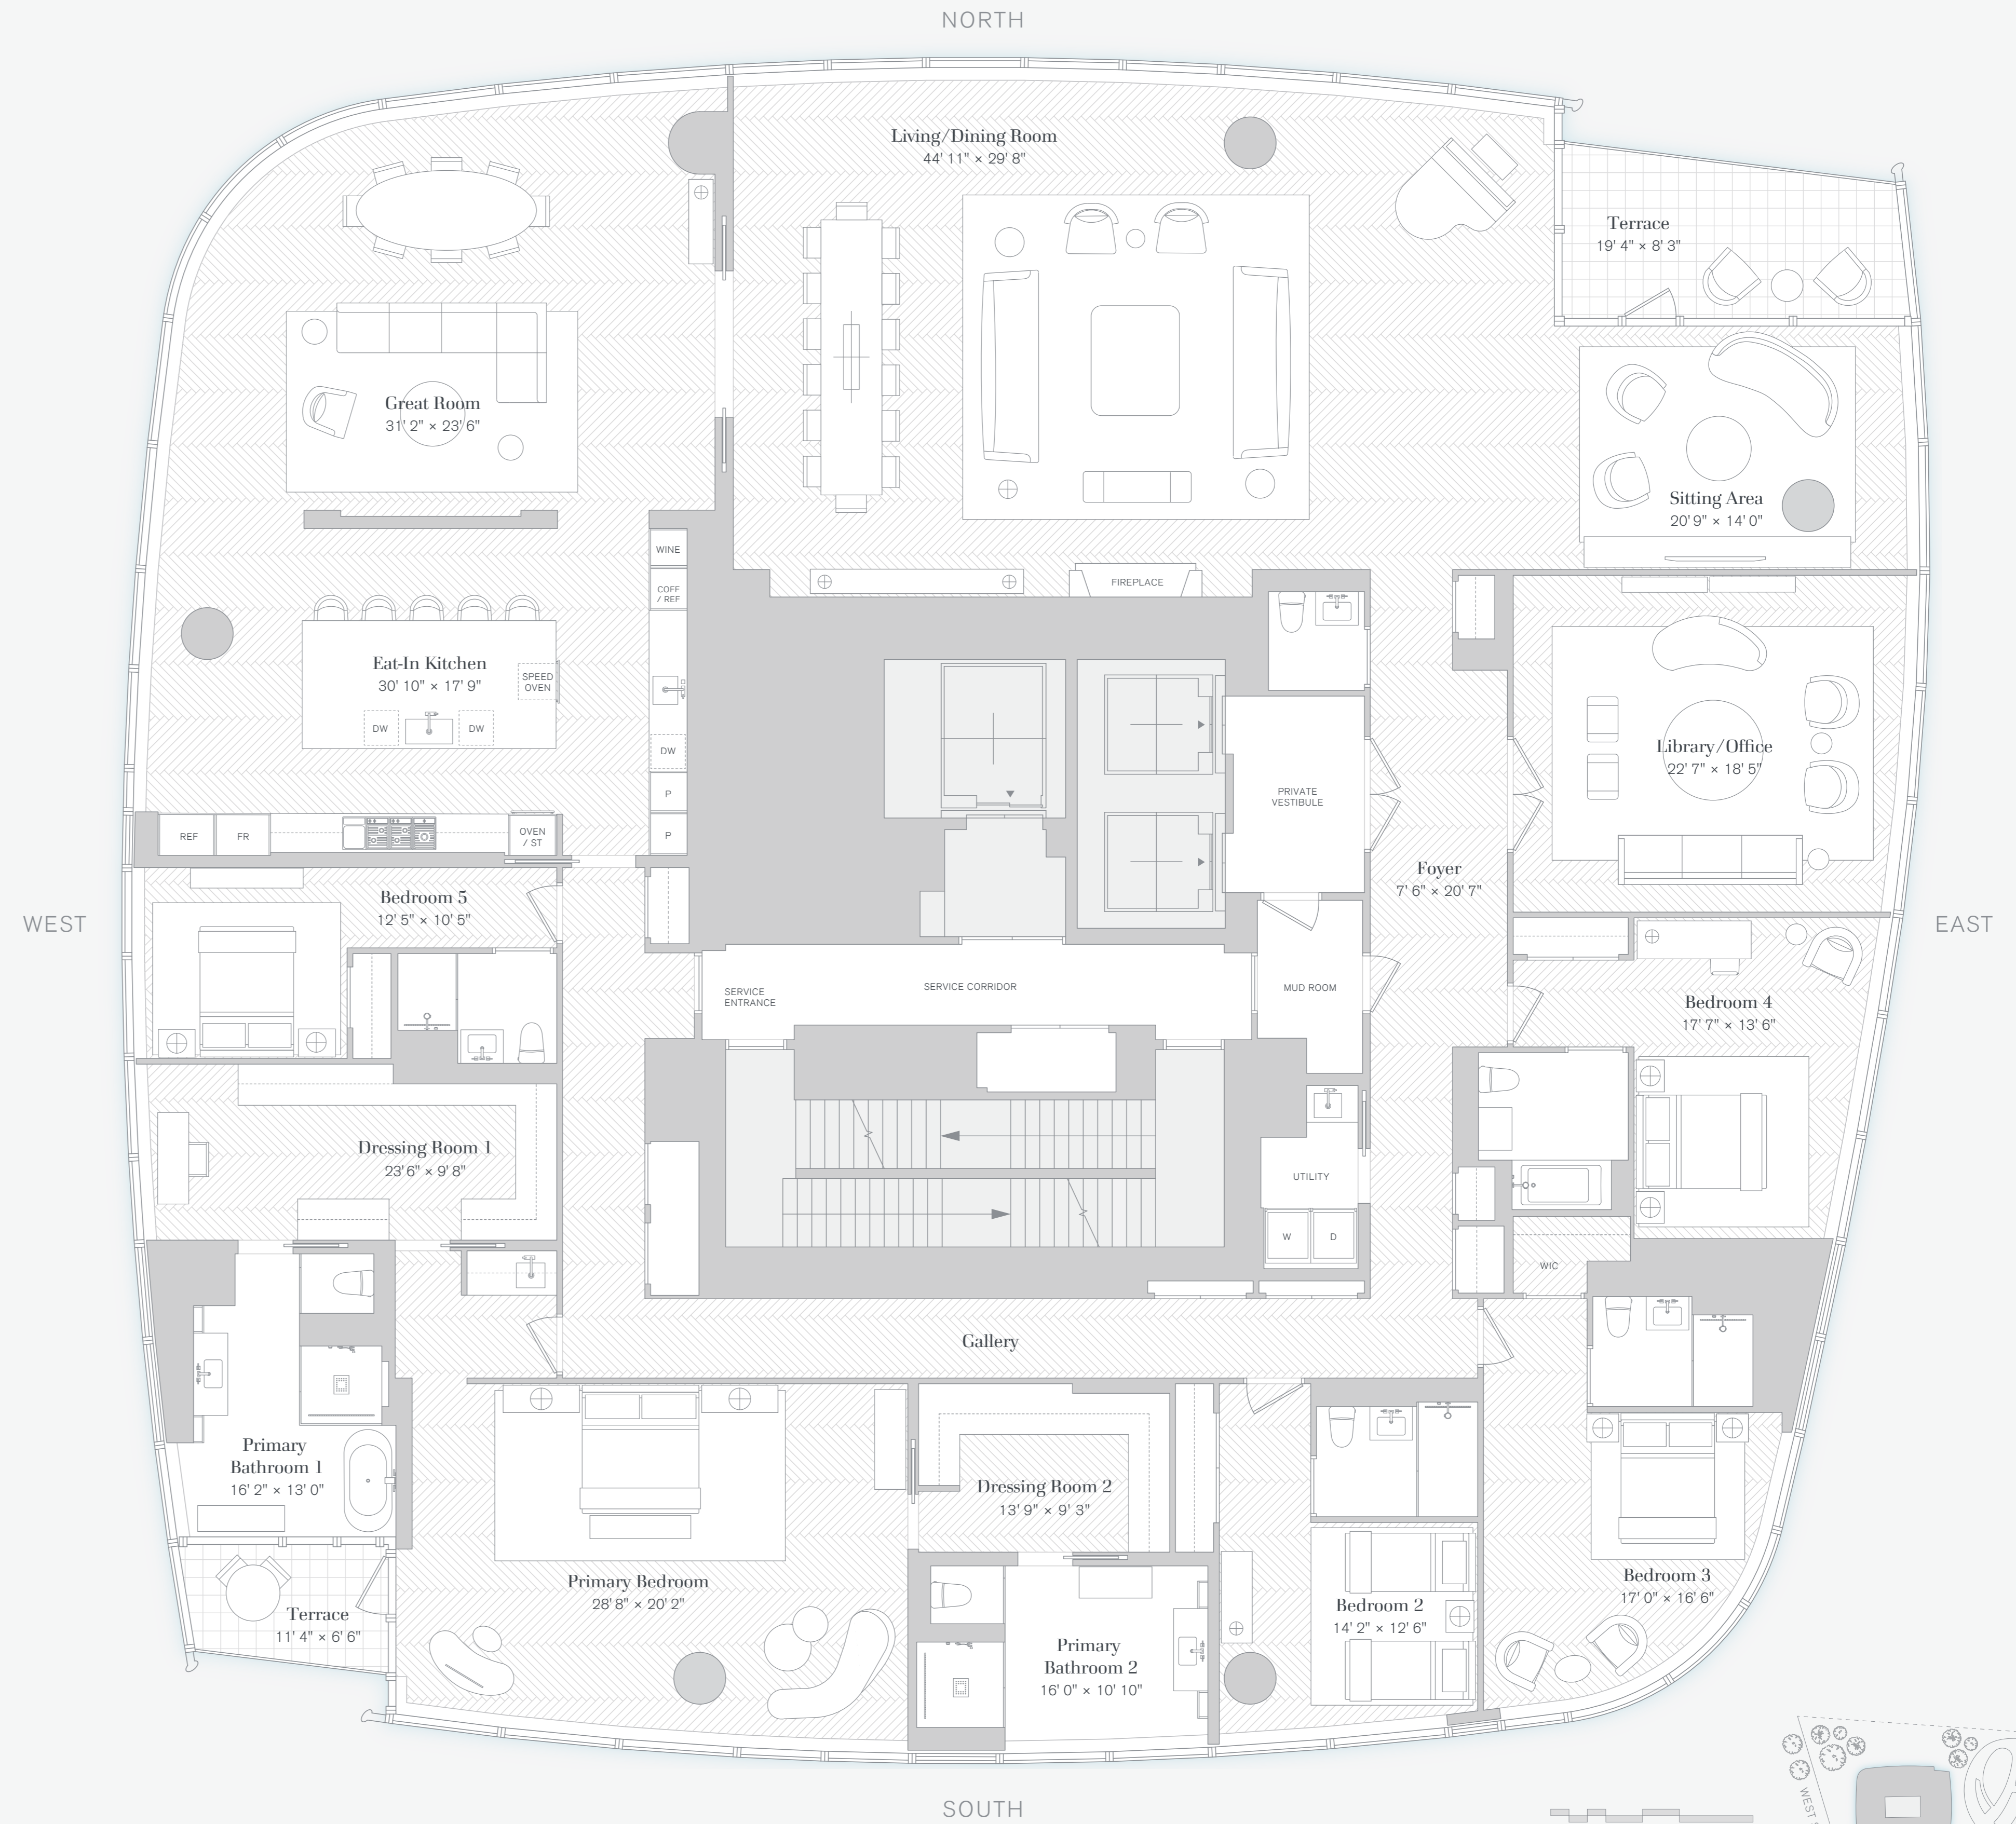 NORTH
Living/Dining Room
44' 11" × 29' 8"
Terrace
19' 4" × 8' 3"
Great Room
31' 2" × 23' 6"
Sitting Area
20' 9" × 14' 0"
WINE
COFF
/ REF
FIREPLACE
Eat-In Kitchen
30' 10" × 17' 9"
SPEED
OVEN
DW
DW
DW
P
P
REF
FR
OVEN
/ ST
Library/Office
22' 7" × 18' 5"
PRIVATE
VESTIBULE
Foyer
7' 6" × 20' 7"
WEST
EAST
Bedroom 5
12' 5" × 10' 5"
SERVICE
ENTRANCE
SERVICE CORRIDOR
MUD ROOM
Bedroom 4
17' 7" × 13' 6"
Dressing Room 1
23' 6" × 9' 8"
UTILITY
W
D
WIC
Gallery
Primary
Bathroom 1
16' 2" × 13' 0"
Dressing Room 2
13' 9" × 9' 3"
Primary Bedroom
28' 8" × 20' 2"
Terrace
11' 4" × 6' 6"
Primary
Bathroom 2
16' 0" × 10' 10"
Bedroom 2
14' 2" × 12' 6"
Bedroom 3
17' 0" × 16' 6"
SOUTH
WEST